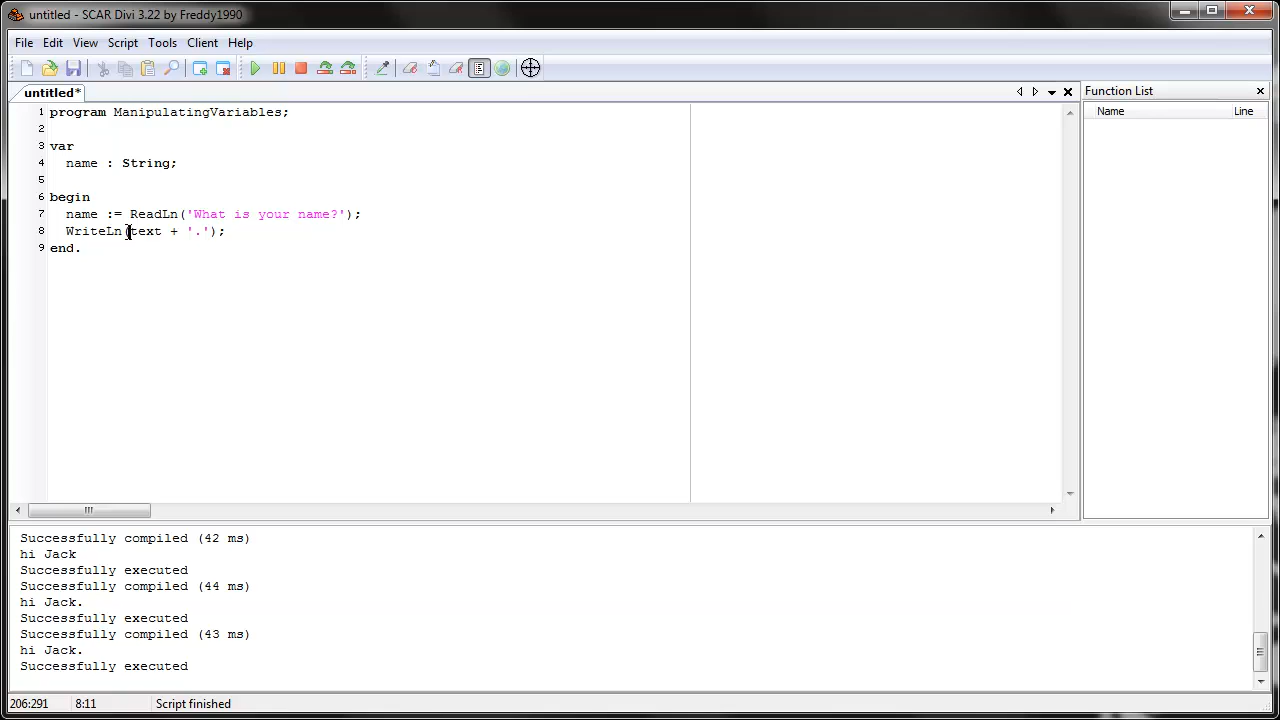 untitled - SCAR Divi 3.22 by Freddy1990
File Edit View Script Tools Client Help
untitled*
Function List
Name Line
1 program ManipulatingVariables;
2
3 var
4 name : String;
5
6 begin
7 name := ReadLn('What is your name?');
8 WriteLn(text + '.');
9 end.
Successfully compiled (42 ms)
hi Jack
Successfully executed
Successfully compiled (44 ms)
hi Jack.
Successfully executed
Successfully compiled (43 ms)
hi Jack.
Successfully executed
206:291 8:11 Script finished